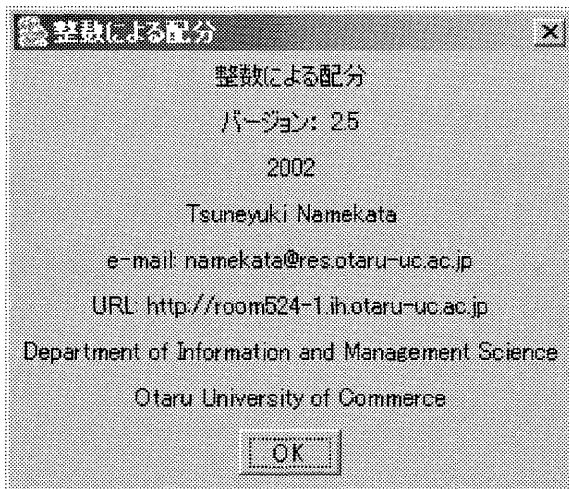 整数による配分
整数による配分
バージョン: 2.5
2002
Tsuneyuki Namekata
e-mail: namekata@res.otaru-uc.ac.jp
URL: http://room524-1.ih.otaru-uc.ac.jp
Department of Information and Management Science
Otaru University of Commerce
OK